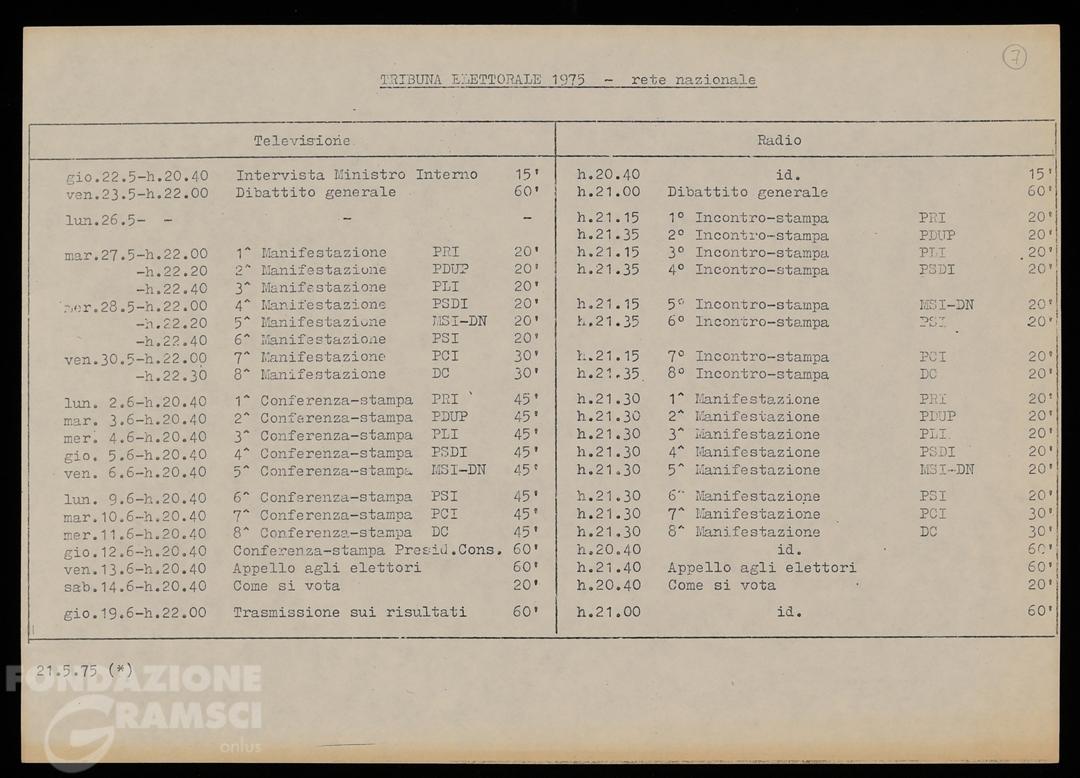 7
TRIBUNA ELETTORALE 1975 - rete nazionale
Televisione Radio
gio.22.5-h.20.40 Intervista Ministro Interno 15' h.20.40 id. 15'
ven.23.5-h.22.00 Dibattito generale 60' h.21.00 Dibattito generale 60'
lun.26.5- - - - h.21.15 1° Incontro-stampa PRI 20'
h.21.35 2° Incontro-stampa PDUP 20'
mar.27.5-h.22.00 1^ Manifestazione PRI 20' h.21.15 3° Incontro-stampa PLI 20'
-h.22.20 2^ Manifestazione PDUP 20' h.21.35 4° Incontro-stampa PSDI 20'
-h.22.40 3^ Manifestazione PLI 20'
mer.28.5-h.22.00 4^ Manifestazione PSDI 20' h.21.15 5° Incontro-stampa MSI-DN 20'
-h.22.20 5^ Manifestazione MSI-DN 20' h.21.35 6° Incontro-stampa PSI 20'
-h.22.40 6^ Manifestazione PSI 20'
ven.30.5-h.22.00 7^ Manifestazione PCI 30' h.21.15 7° Incontro-stampa PCI 20'
-h.22.30 8^ Manifestazione DC 30' h.21.35 8° Incontro-stampa DC 20'
lun. 2.6-h.20.40 1^ Conferenza-stampa PRI 45' h.21.30 1^ Manifestazione PRI 20'
mar. 3.6-h.20.40 2^ Conferenza-stampa PDUP 45' h.21.30 2^ Manifestazione PDUP 20'
mer. 4.6-h.20.40 3^ Conferenza-stampa PLI 45' h.21.30 3^ Manifestazione PLI 20'
gio. 5.6-h.20.40 4^ Conferenza-stampa PSDI 45' h.21.30 4^ Manifestazione PSDI 20'
ven. 6.6-h.20.40 5^ Conferenza-stampa MSI-DN 45' h.21.30 5^ Manifestazione MSI-DN 20'
lun. 9.6-h.20.40 6^ Conferenza-stampa PSI 45' h.21.30 6^ Manifestazione PSI 20'
mar.10.6-h.20.40 7^ Conferenza-stampa PCI 45' h.21.30 7^ Manifestazione PCI 30'
mer.11.6-h.20.40 8^ Conferenza-stampa DC 45' h.21.30 8^ Manifestazione DC 30'
gio.12.6-h.20.40 Conferenza-stampa Presid.Cons. 60' h.20.40 id. 60'
ven.13.6-h.20.40 Appello agli elettori 60' h.21.40 Appello agli elettori 60'
sab.14.6-h.20.40 Come si vota 20' h.20.40 Come si vota 20'
gio.19.6-h.22.00 Trasmissione sui risultati 60' h.21.00 id. 60'
21.5.75 (*)
FONDAZIONE
GRAMSCI
onlus